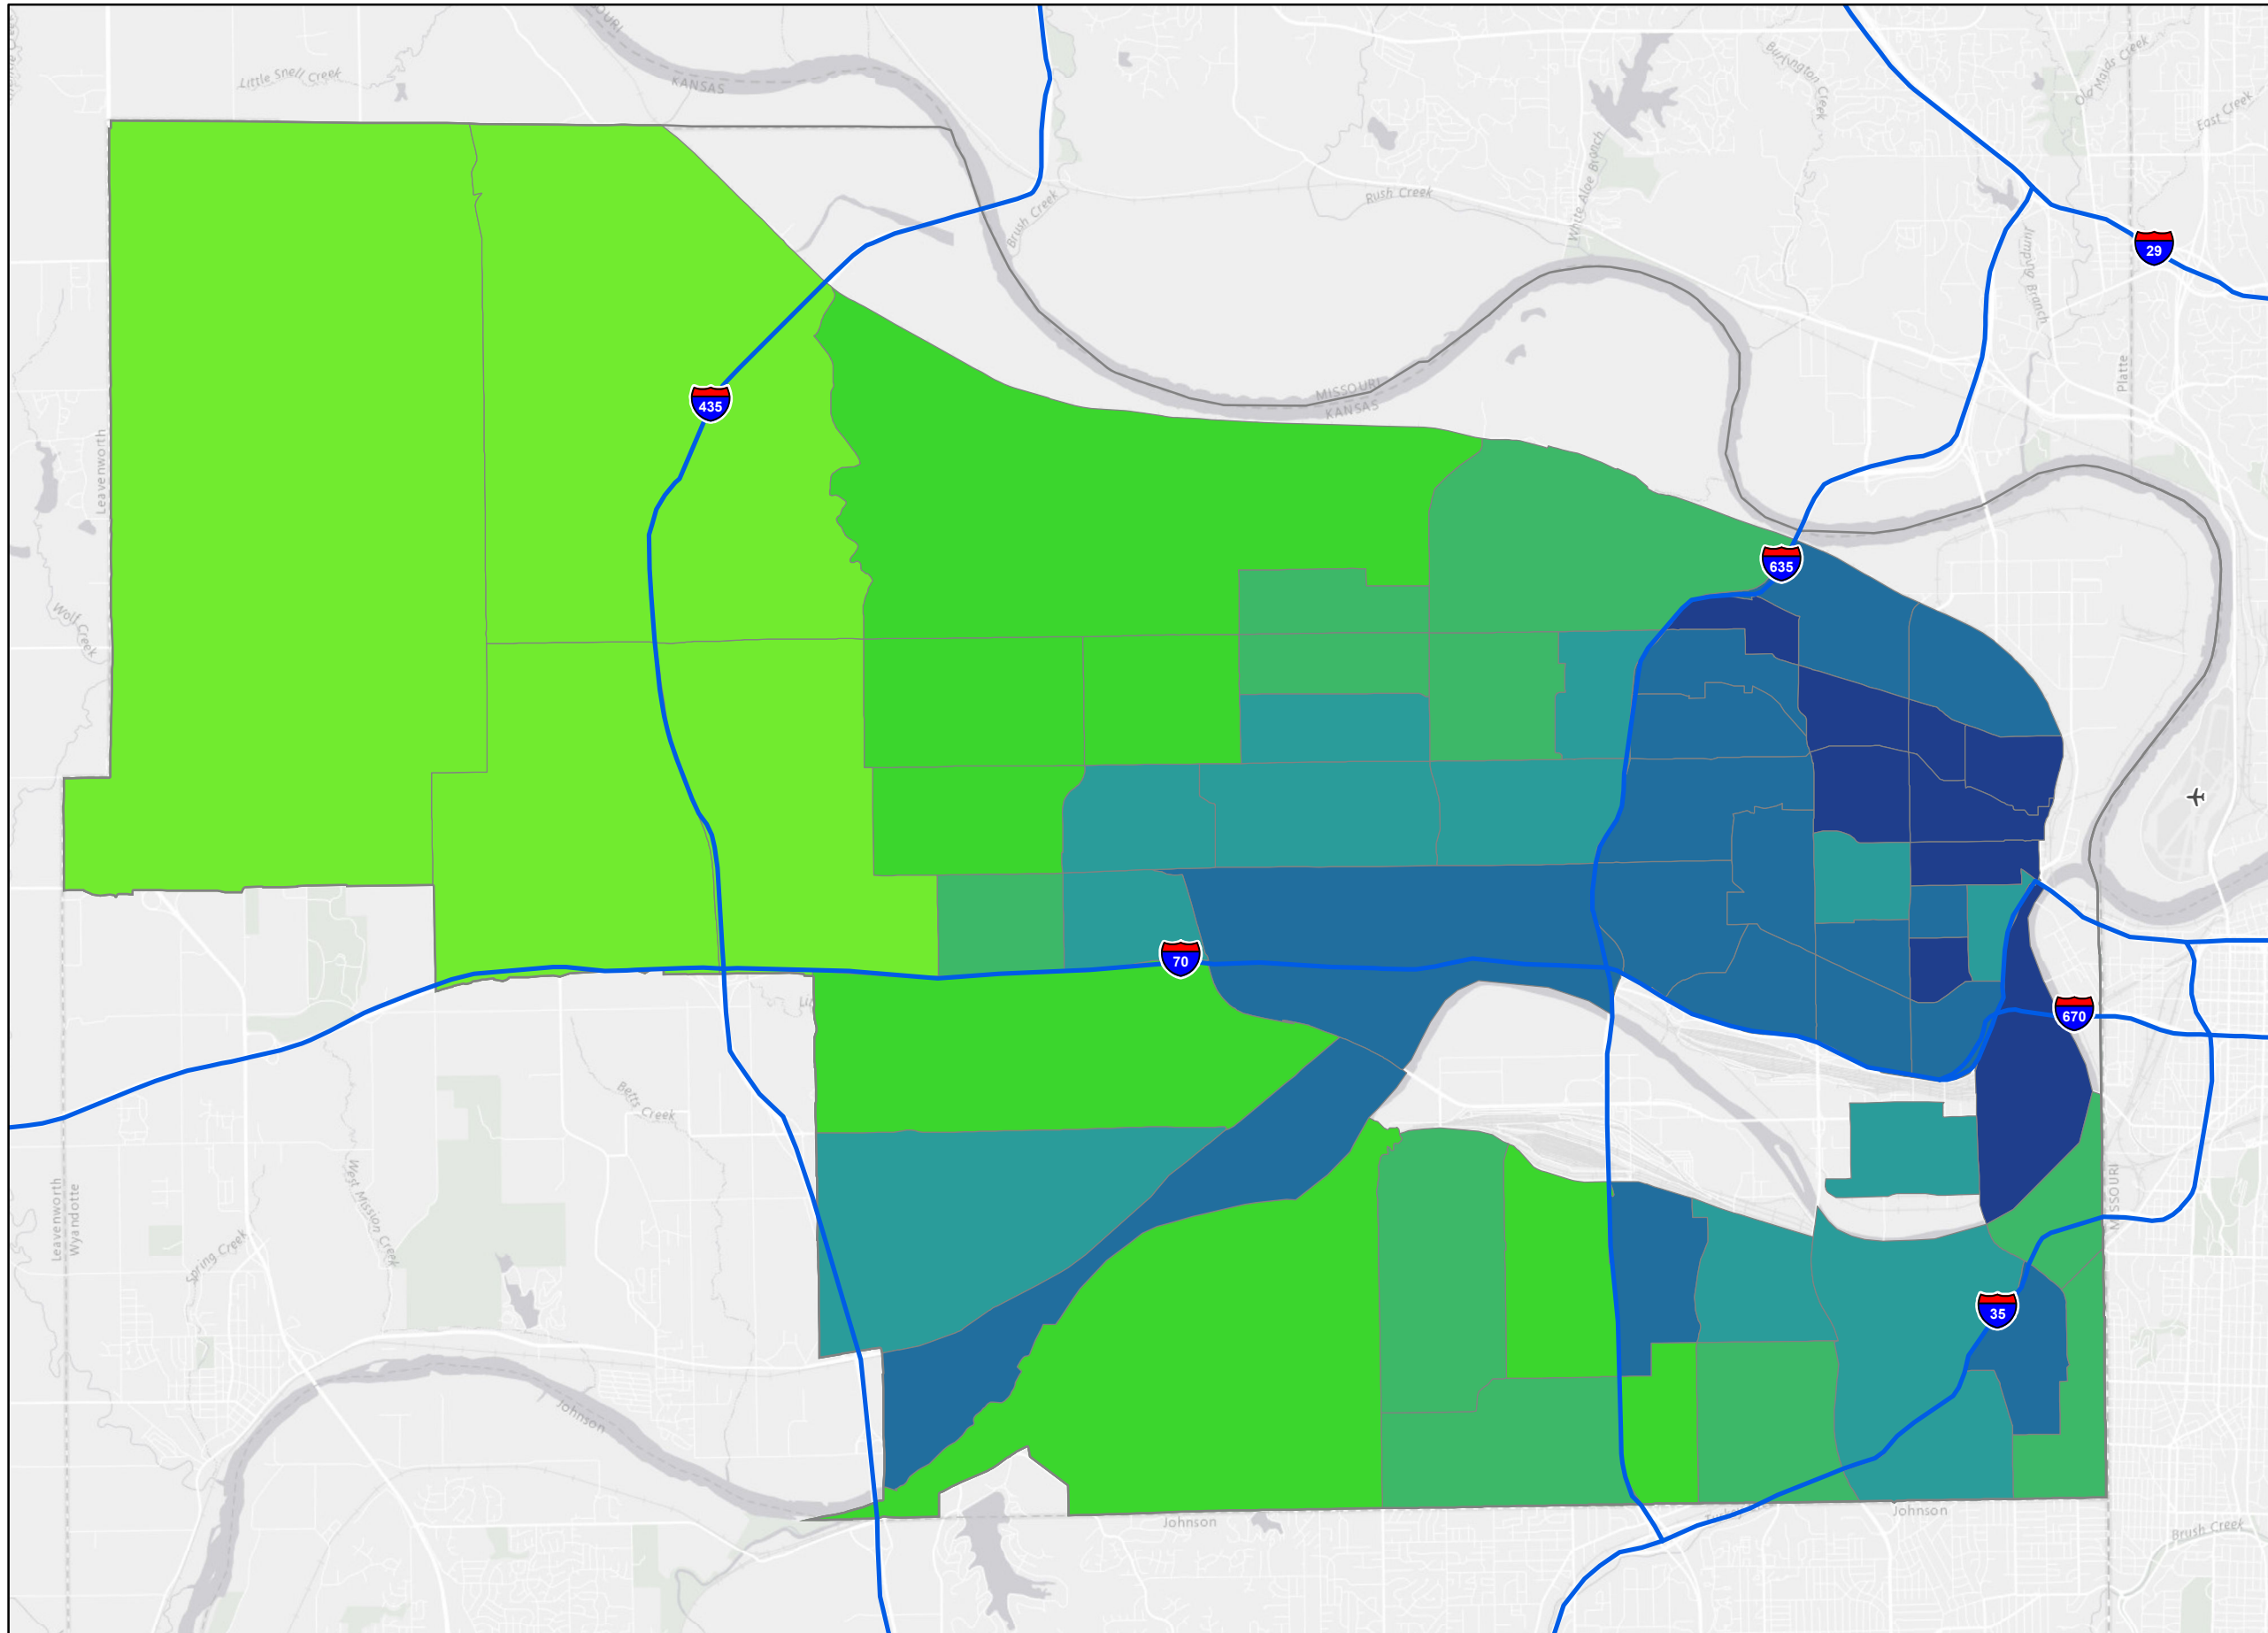 Little Snell Creek
KANSAS
Burlington Creek
Old Maids Creek
East Creek
White Aloe Branch
Rush Creek
Brush Creek
Jumping Branch
29
435
MISSOURI
KANSAS
Platte
Leavenworth
635
Wolf Creek
70
670
Betts Creek
West Mission Creek
Spring Creek
Leavenworth
Wyandotte
MISSOURI
35
Johnson
Johnson
Johnson
Brush Creek